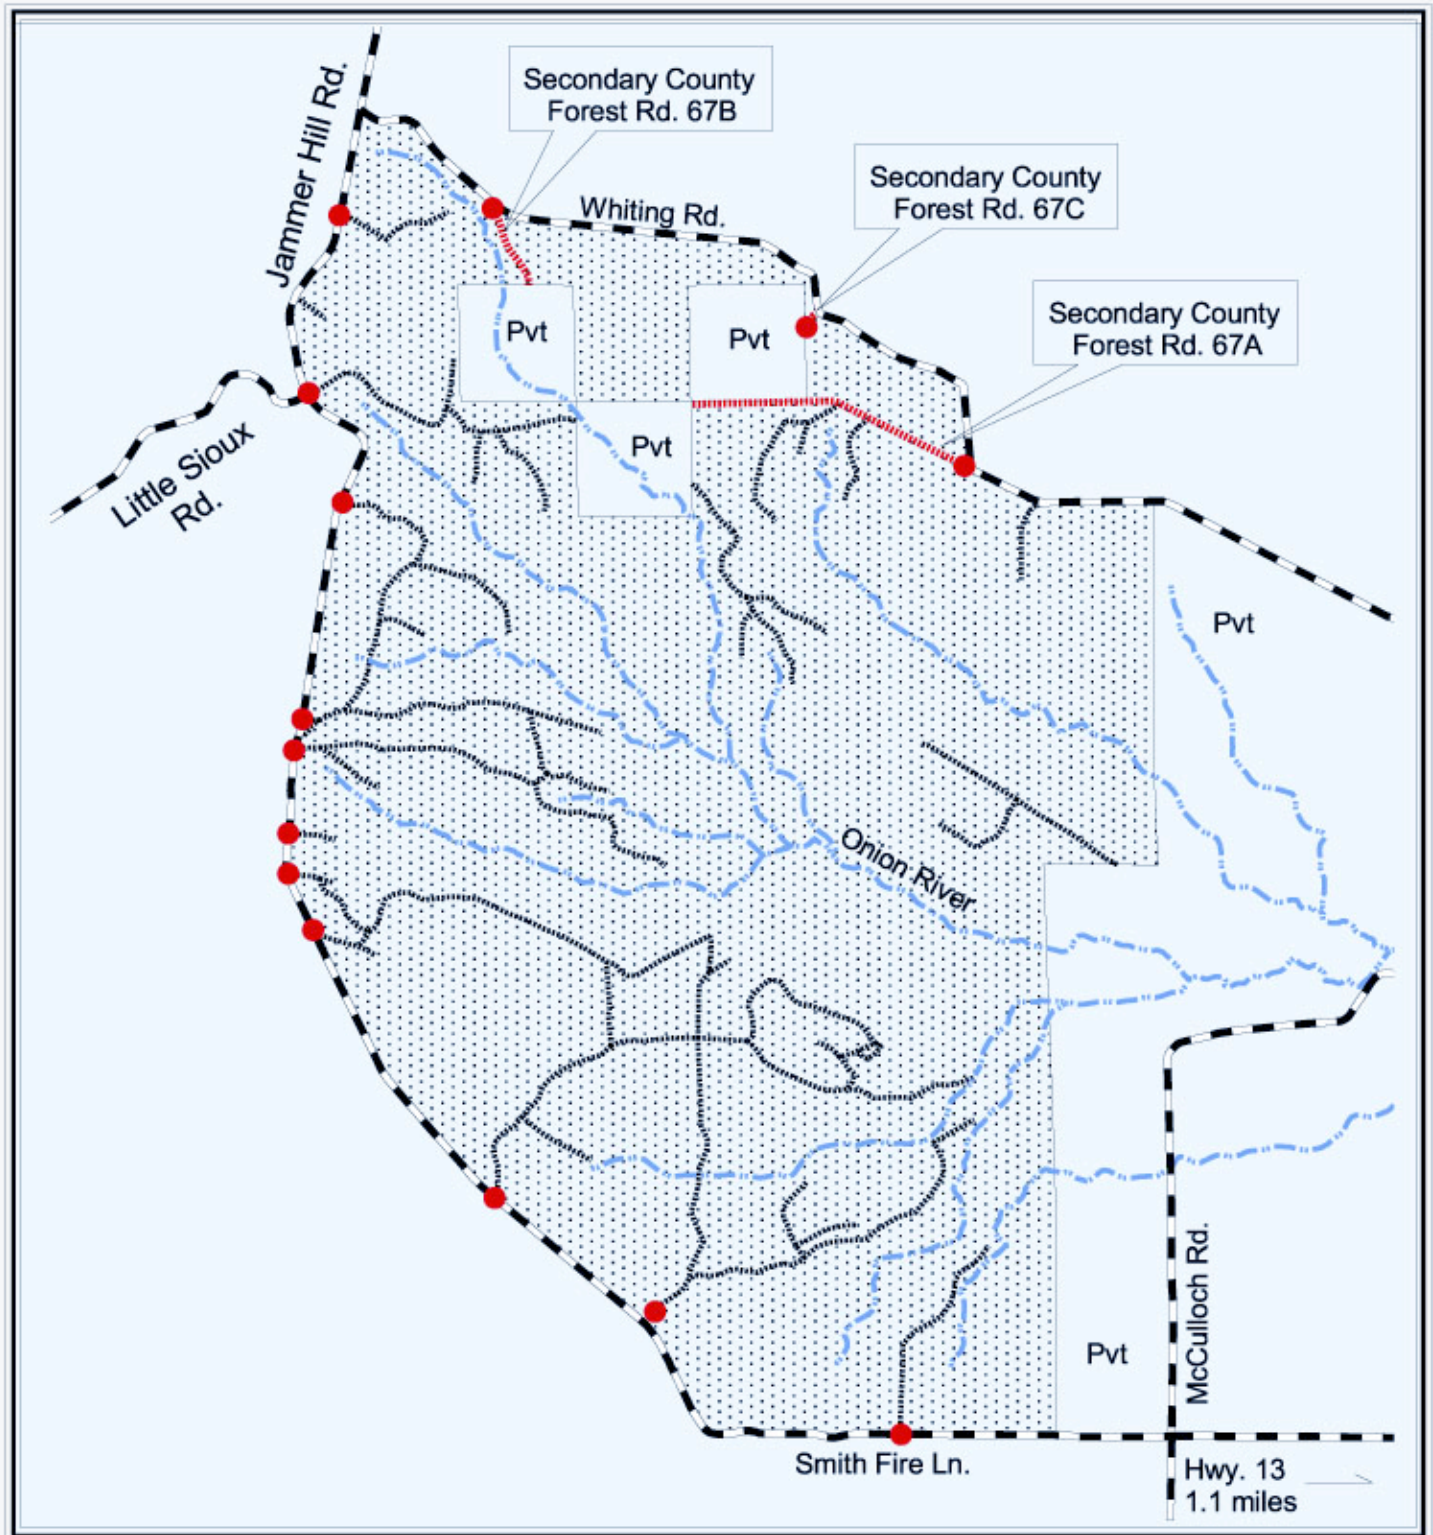 Jammer Hill Rd.
Secondary County
Forest Rd. 67B
Secondary County
Forest Rd. 67C
Whiting Rd.
Secondary County
Forest Rd. 67A
Pvt
Pvt
Pvt
Little Sioux
Rd.
Pvt
Onion River
McCulloch Rd.
Pvt
Smith Fire Ln.
Hwy. 13
1.1 miles